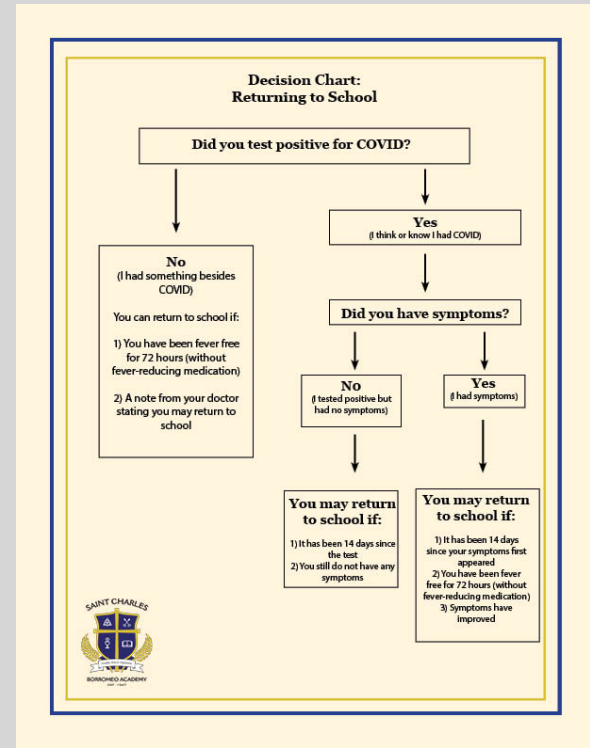 Decision Chart:
Returning to School
Did you test positive for COVID?
Yes
(I think or know I had COVID)
No
(I had something besides
COVID)
You can return to school if:
1) You have been fever free
for 72 hours (without
fever-reducing medication)
2) A note from your doctor
stating you may return to
school
Did you have symptoms?
No
(I tested positive but
had no symptoms)
Yes
(I had symptoms)
You may return
to school if:
1) It has been 14 days since
the test
2) You still do not have any
symptoms
You may return
to school if:
1) It has been 14 days
since your symptoms first
appeared
2) You have been fever
free for 72 hours (without
fever-reducing medication)
3) Symptoms have
improved
SAINT CHARLES
BORROMEO ACADEMY